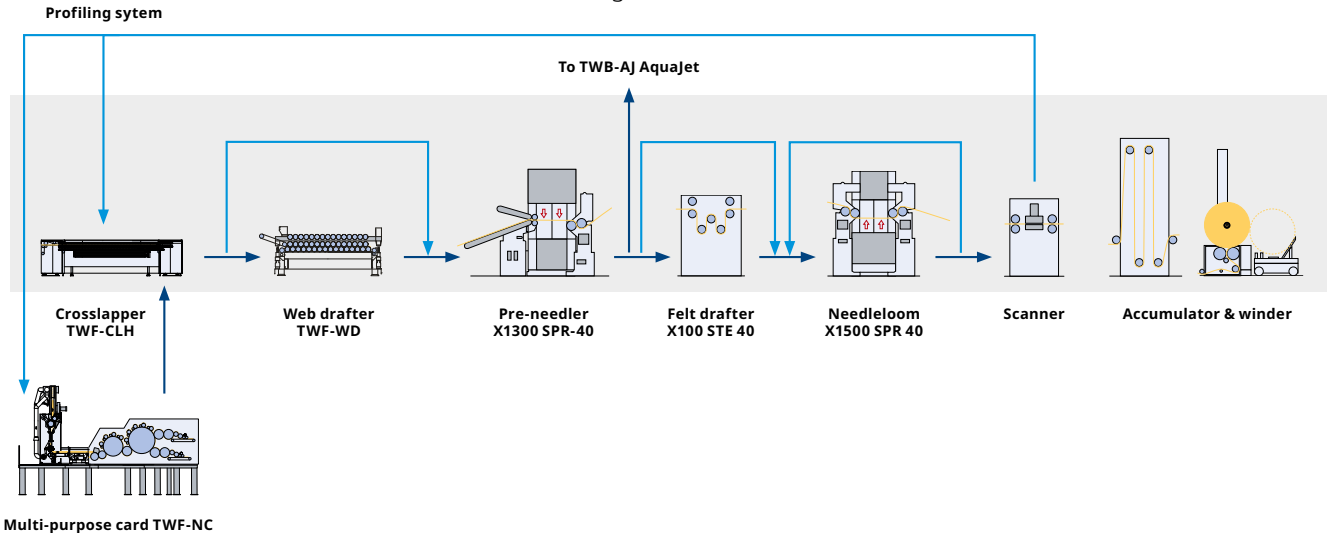 Profiling sytem
To TWB-AJ AquaJet
Crosslapper
TWF-CLH
Web drafter
TWF-WD
Pre-needler
X1300 SPR-40
Felt drafter
X100 STE 40
Needleloom
X1500 SPR 40
Scanner
Accumulator & winder
Multi-purpose card TWF-NC